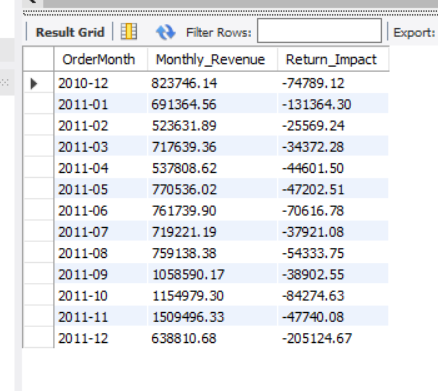 Result Grid Filter Rows: Export:
OrderMonth Monthly_Revenue Return_Impact
2010-12 823746.14 -74789.12
2011-01 691364.56 -131364.30
2011-02 523631.89 -25569.24
2011-03 717639.36 -34372.28
2011-04 537808.62 -44601.50
2011-05 770536.02 -47202.51
2011-06 761739.90 -70616.78
2011-07 719221.19 -37921.08
2011-08 759138.38 -54333.75
2011-09 1058590.17 -38902.55
2011-10 1154979.30 -84274.63
2011-11 1509496.33 -47740.08
2011-12 638810.68 -205124.67